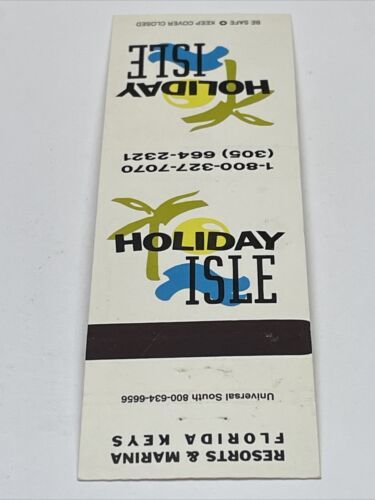 BE SAFE KEEP COVER CLOSED
HOLIDAY
ISLE
1-800-327-7070
(305) 664-2321
HOLIDAY
ISLE
Universal South 800-634-6656
RESORTS & MARINA
FLORIDA KEYS